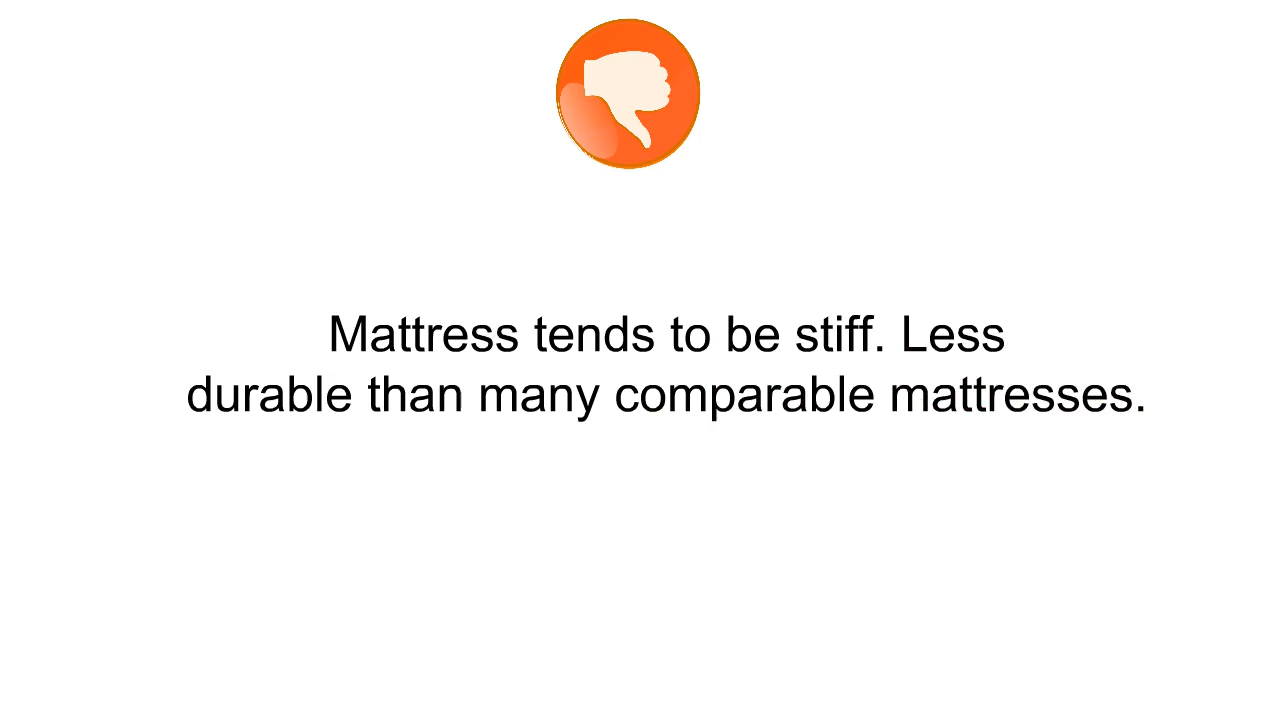 Mattress tends to be stiff. Less
durable than many comparable mattresses.